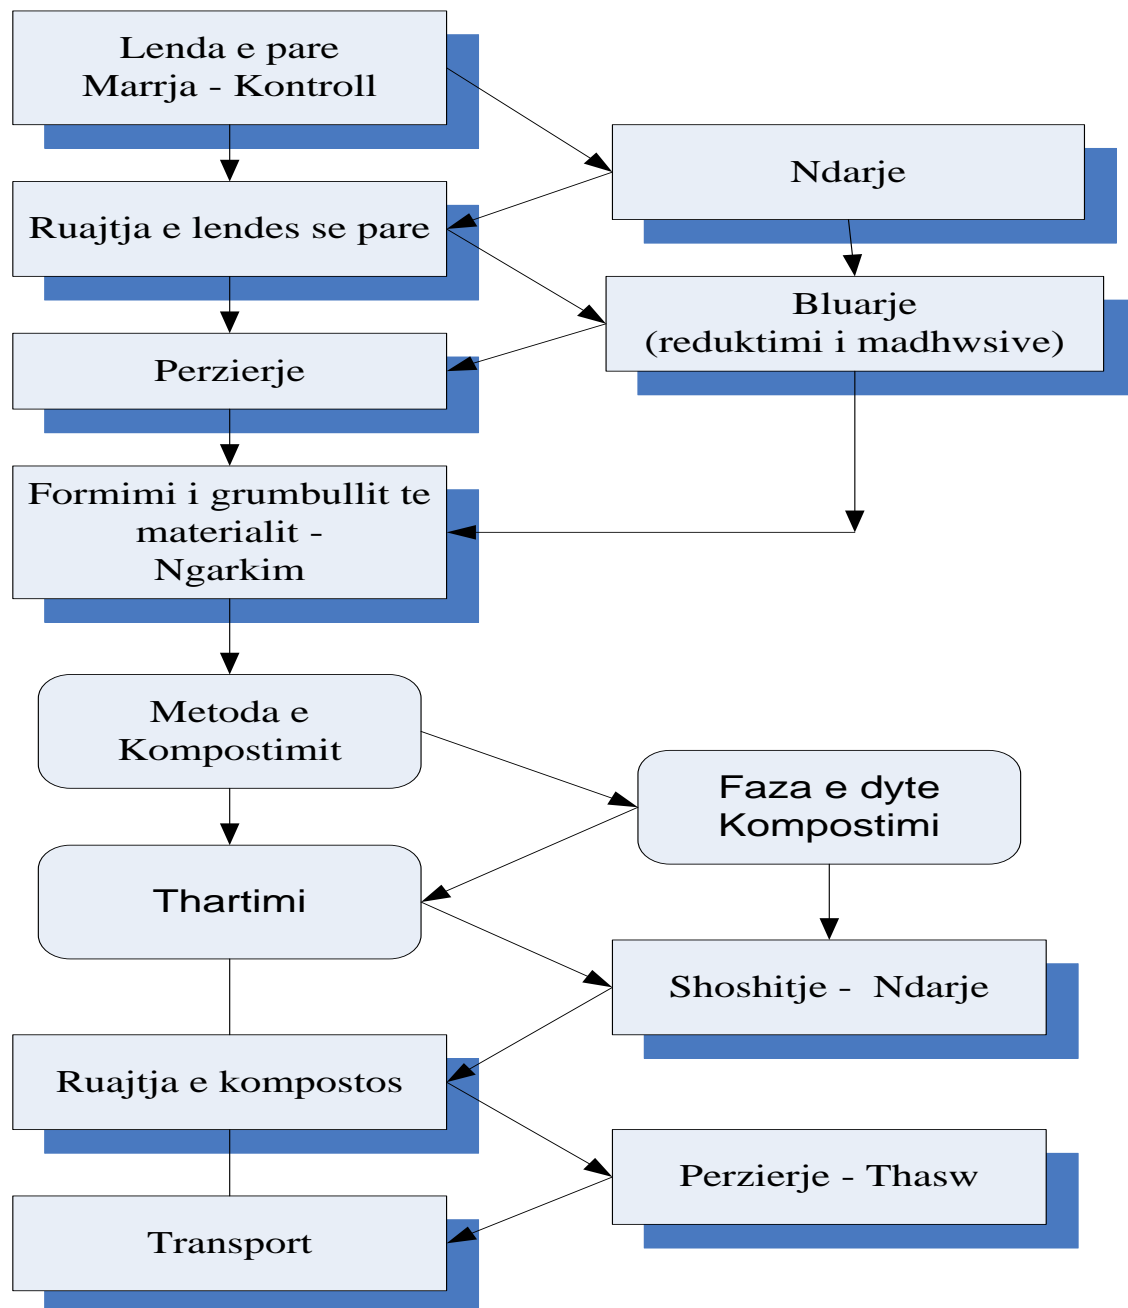 Lenda e pare
Marrja - Kontroll
Ndarje
Ruajtja e lendes se pare
Bluarje
(reduktimi i madhwsive)
Perzierje
Formimi i grumbullit te
materialit -
Ngarkim
Metoda e
Kompostimit
Faza e dyte
Kompostimi
Thartimi
Shoshitje - Ndarje
Ruajtja e kompostos
Perzierje - Thasw
Transport